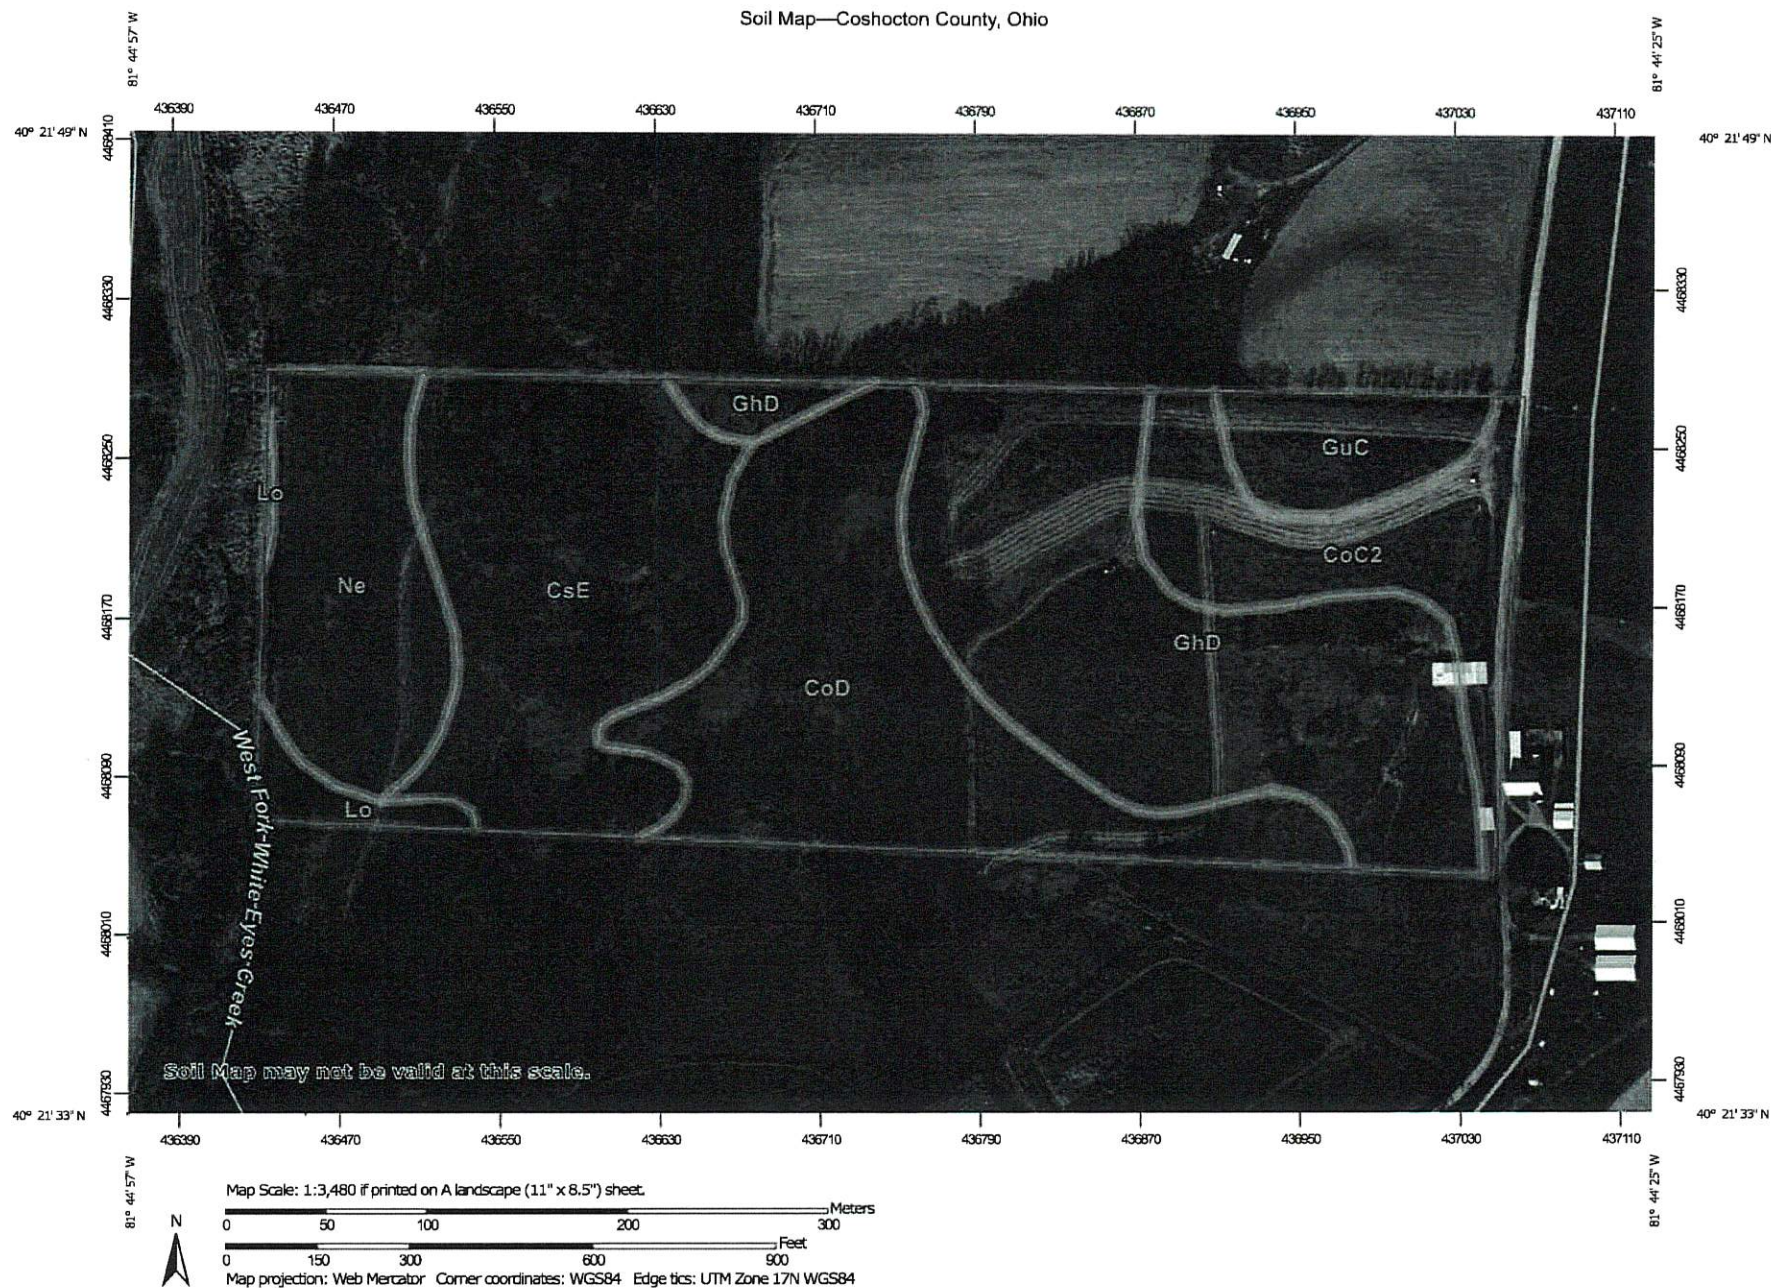 Soil Map—Coshocton County, Ohio
81° 44' 57" W
81° 44' 25" W
436390 436470 436550 436630 436710 436790 436870 436950 437030 437110
40° 21' 49" N
40° 21' 49" N
4468410
4468330
4468330
GhD
4468250
GuC
4468250
Lo
CoC2
Ne
CsE
4468170
4468170
GhD
CoD
4468090
4468090
Lo
West Fork-White-Eyes-Creek
4468010
4468010
Soil Map may not be valid at this scale.
4467930
4467930
40° 21' 33" N
40° 21' 33" N
436390 436470 436550 436630 436710 436790 436870 436950 437030 437110
81° 44' 57" W
81° 44' 25" W
Map Scale: 1:3,480 if printed on A landscape (11" x 8.5") sheet.
Meters
0 50 100 200 300
N
Feet
0 150 300 600 900
Map projection: Web Mercator Corner coordinates: WGS84 Edge tics: UTM Zone 17N WGS84